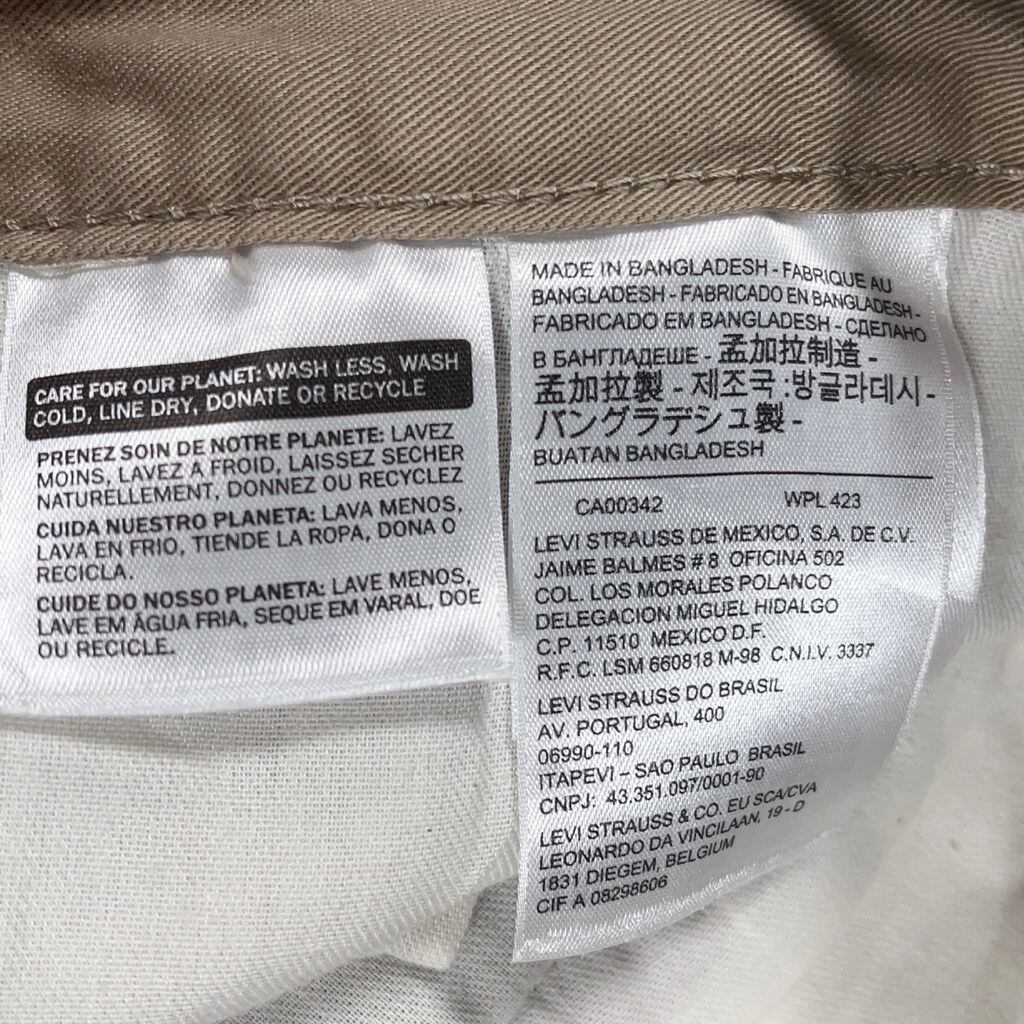 CARE FOR OUR PLANET: WASH LESS, WASH
COLD, LINE DRY, DONATE OR RECYCLE
PRENEZ SOIN DE NOTRE PLANETE: LAVEZ
MOINS, LAVEZ A FROID, LAISSEZ SECHER
NATURELLEMENT, DONNEZ OU RECYCLEZ
CUIDA NUESTRO PLANETA: LAVA MENOS,
LAVA EN FRIO, TIENDE LA ROPA, DONA O
RECICLA.
CUIDE DO NOSSO PLANETA: LAVE MENOS,
LAVE EM ÁGUA FRIA, SEQUE EM VARAL, DOE
OU RECICLE.
MADE IN BANGLADESH - FABRIQUE AU
BANGLADESH - FABRICADO EN BANGLADESH -
FABRICADO EM BANGLADESH - СДЕЛАНО
В БАНГЛАДЕШЕ - 孟加拉制造 -
孟加拉製 - 제조국 :방글라데시 -
バングラデシュ製 -
BUATAN BANGLADESH
CA00342 WPL 423
LEVI STRAUSS DE MEXICO, S.A. DE C.V.
JAIME BALMES # 8 OFICINA 502
COL. LOS MORALES POLANCO
DELEGACION MIGUEL HIDALGO
C.P. 11510 MEXICO D.F.
R.F.C. LSM 660818 M-98 C.N.I.V. 3337
LEVI STRAUSS DO BRASIL
AV. PORTUGAL, 400
06990-110
ITAPEVI – SAO PAULO BRASIL
CNPJ: 43.351.097/0001-90
LEVI STRAUSS & CO. EU SCA/CVA
LEONARDO DA VINCILAAN, 19 - D
1831 DIEGEM, BELGIUM
CIF A 08298606